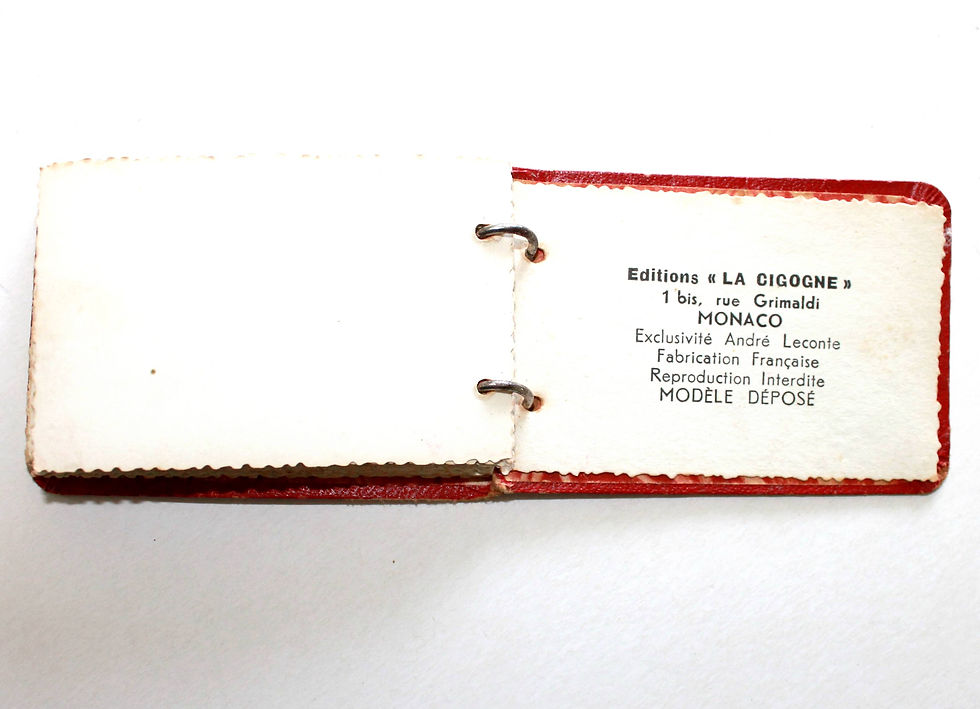 Editions « LA CIGOGNE »
1 bis, rue Grimaldi
MONACO
Exclusivité André Leconte
Fabrication Française
Reproduction Interdite
MODÈLE DÉPOSÉ